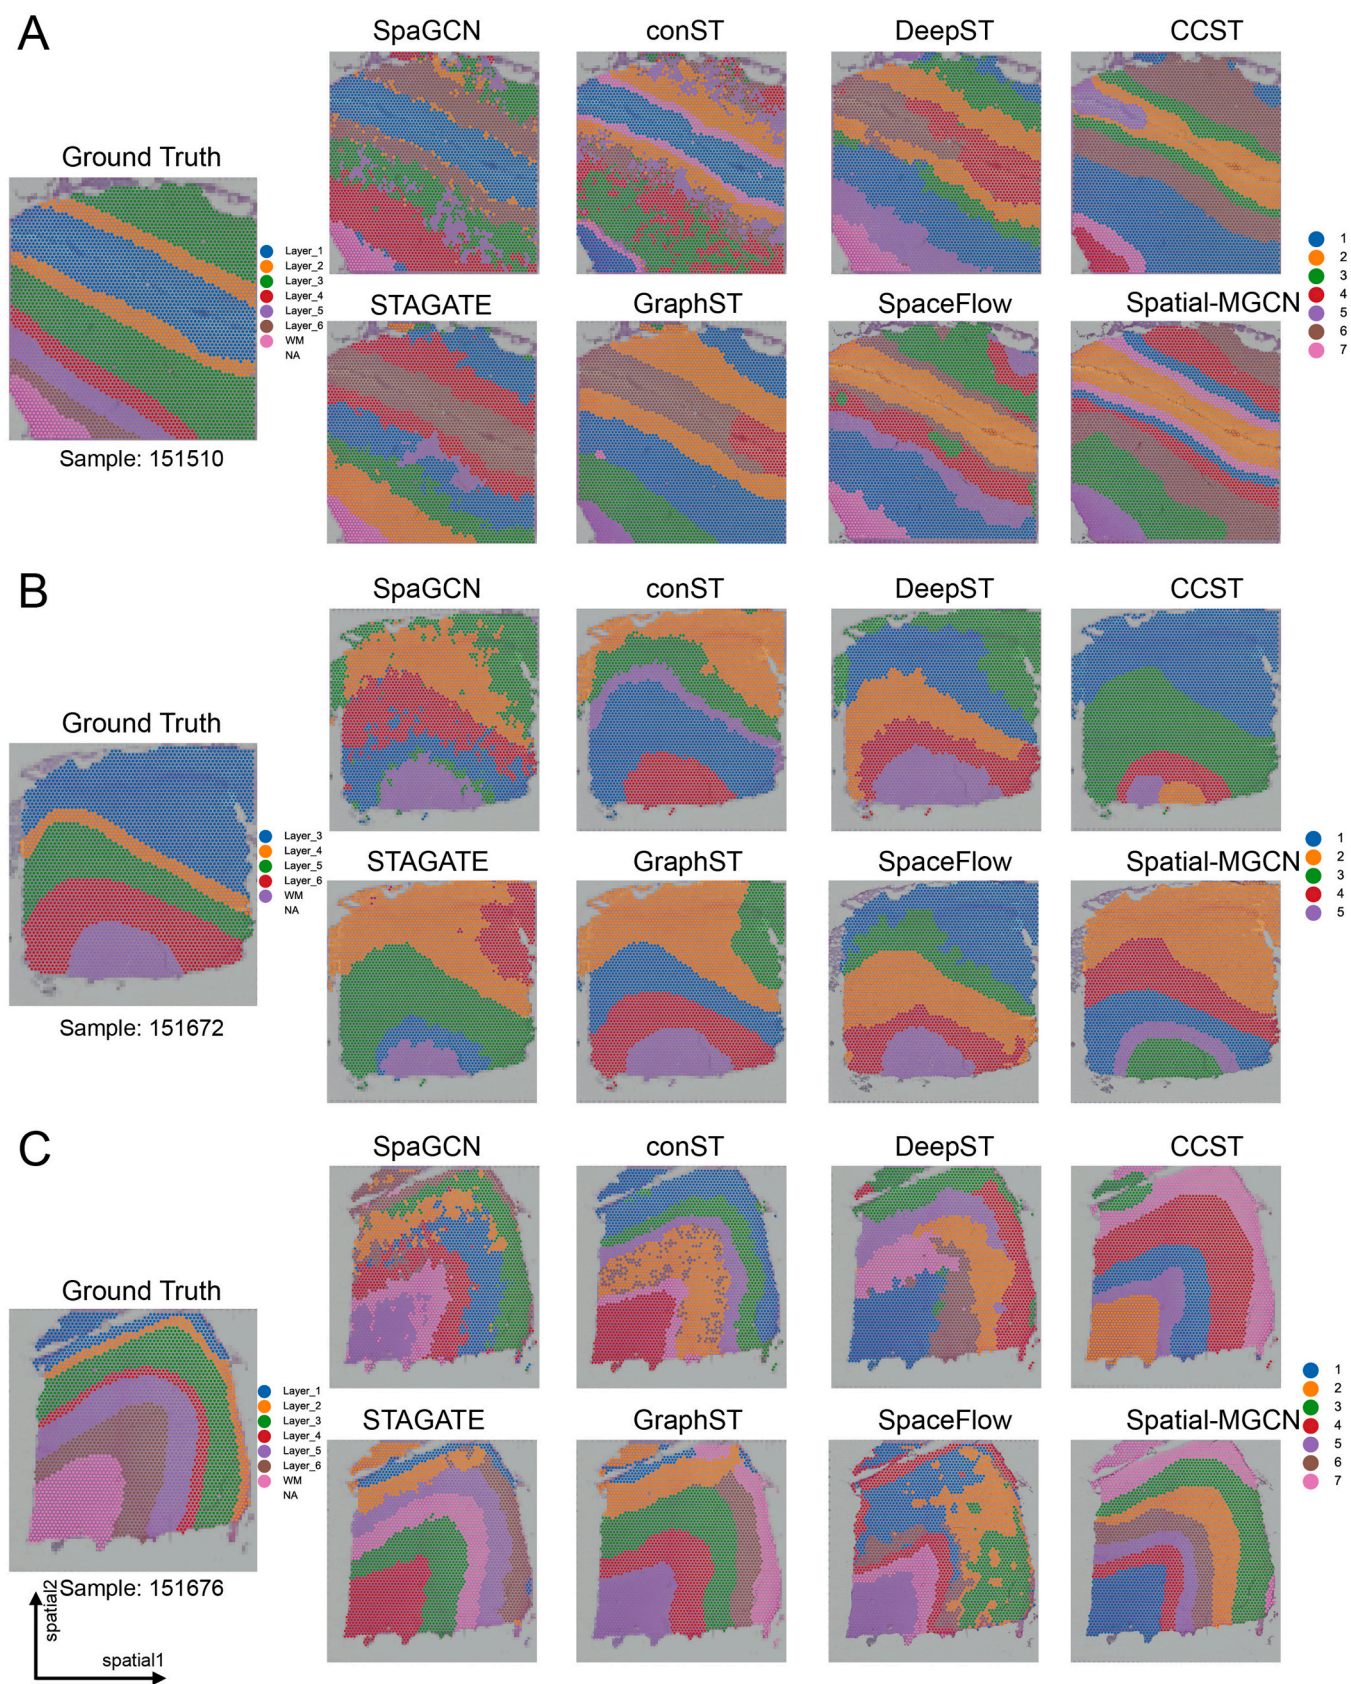 A
SpaGCN
conST
DeepST
CCST
Ground Truth
Layer_1
Layer_2
Layer_3
Layer_4
Layer_5
Layer_6
WM
NA
Sample: 151510
STAGATE
GraphST
SpaceFlow
Spatial-MGCN
1
2
3
4
5
6
7
B
SpaGCN
conST
DeepST
CCST
Ground Truth
Layer_3
Layer_4
Layer_5
Layer_6
WM
NA
Sample: 151672
STAGATE
GraphST
SpaceFlow
Spatial-MGCN
1
2
3
4
5
C
SpaGCN
conST
DeepST
CCST
Ground Truth
Layer_1
Layer_2
Layer_3
Layer_4
Layer_5
Layer_6
WM
NA
Sample: 151676
STAGATE
GraphST
SpaceFlow
Spatial-MGCN
1
2
3
4
5
6
7
spatial2
spatial1